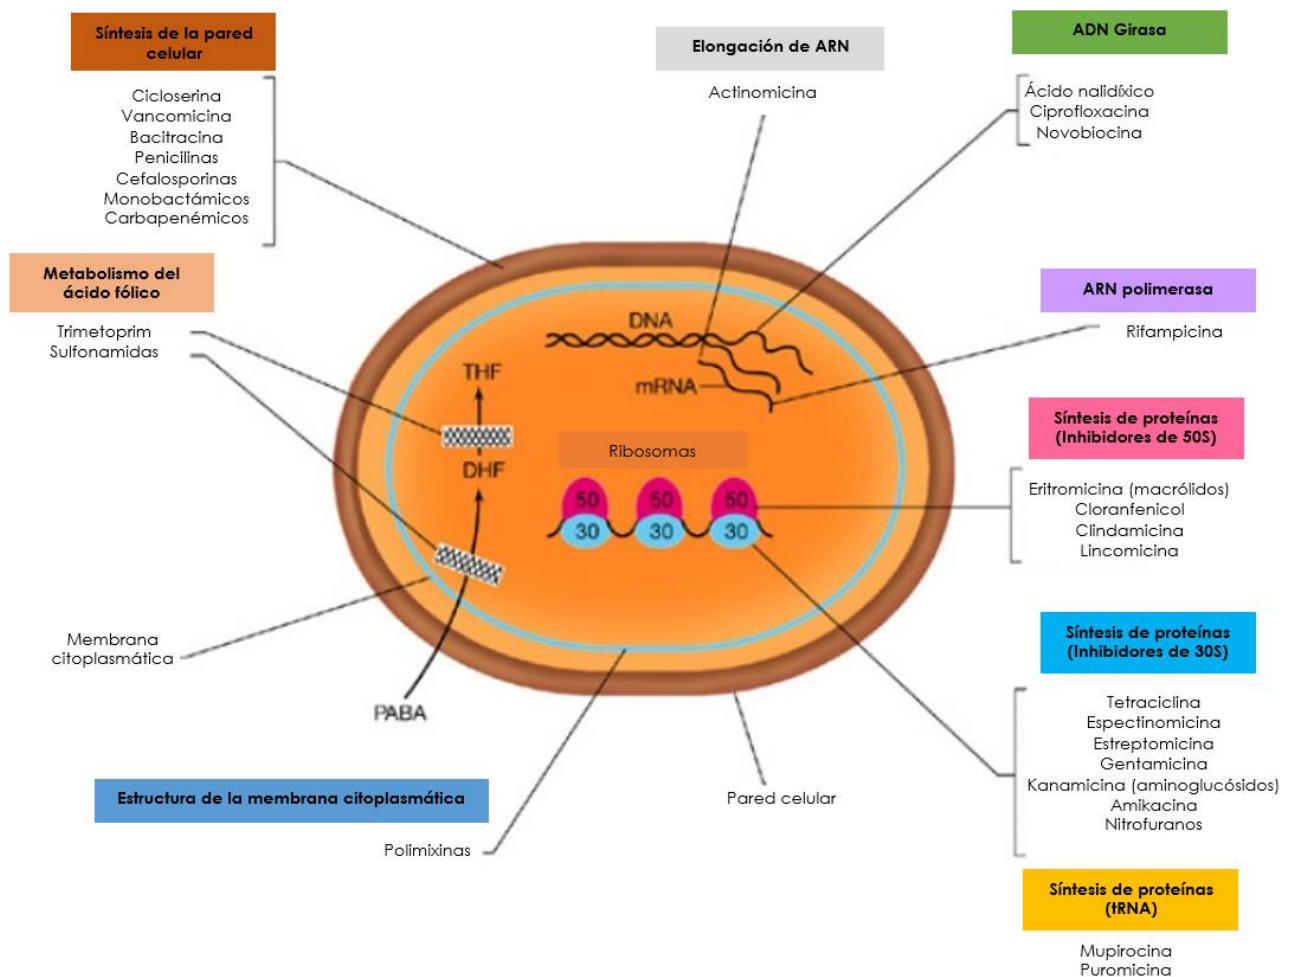 Síntesis de la pared
celular
Cicloserina
Vancomicina
Bacitracina
Penicilinas
Cefalosporinas
Monobactámicos
Carbapenémicos
Elongación de ARN
Actinomicina
ADN Girasa
Ácido nalidíxico
Ciprofloxacina
Novobiocina
Metabolismo del
ácido fólico
Trimetoprim
Sulfonamidas
ARN polimerasa
Rifampicina
DNA
mRNA
THF
DHF
PABA
Ribosomas
50 50 50
30 30 30
Síntesis de proteínas
(Inhibidores de 50S)
Eritromicina (macrólidos)
Cloranfenicol
Clindamicina
Lincomicina
Membrana
citoplasmática
Síntesis de proteínas
(Inhibidores de 30S)
Tetraciclina
Espectinomicina
Estreptomicina
Gentamicina
Kanamicina (aminoglucósidos)
Amikacina
Nitrofuranos
Estructura de la membrana citoplasmática
Polimixinas
Pared celular
Síntesis de proteínas
(tRNA)
Mupirocina
Puromicina